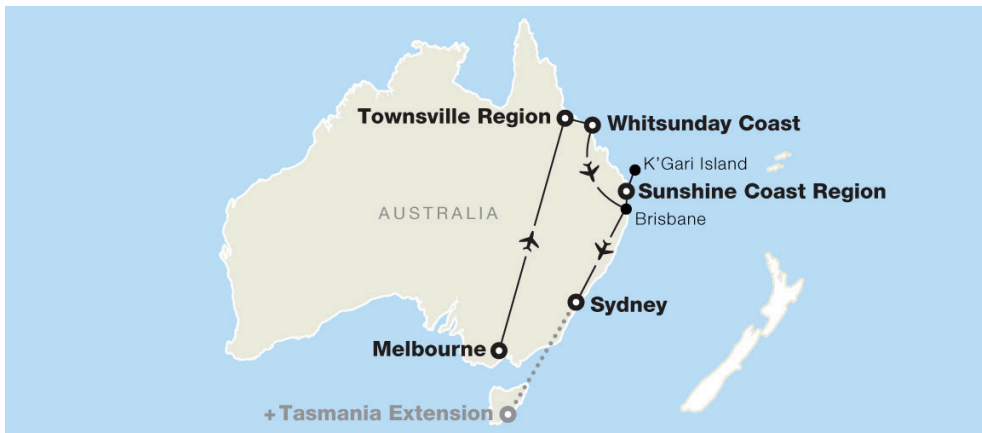 Townsville Region
Whitsunday Coast
K'Gari Island
Sunshine Coast Region
AUSTRALIA
Brisbane
Sydney
Melbourne
+Tasmania Extension